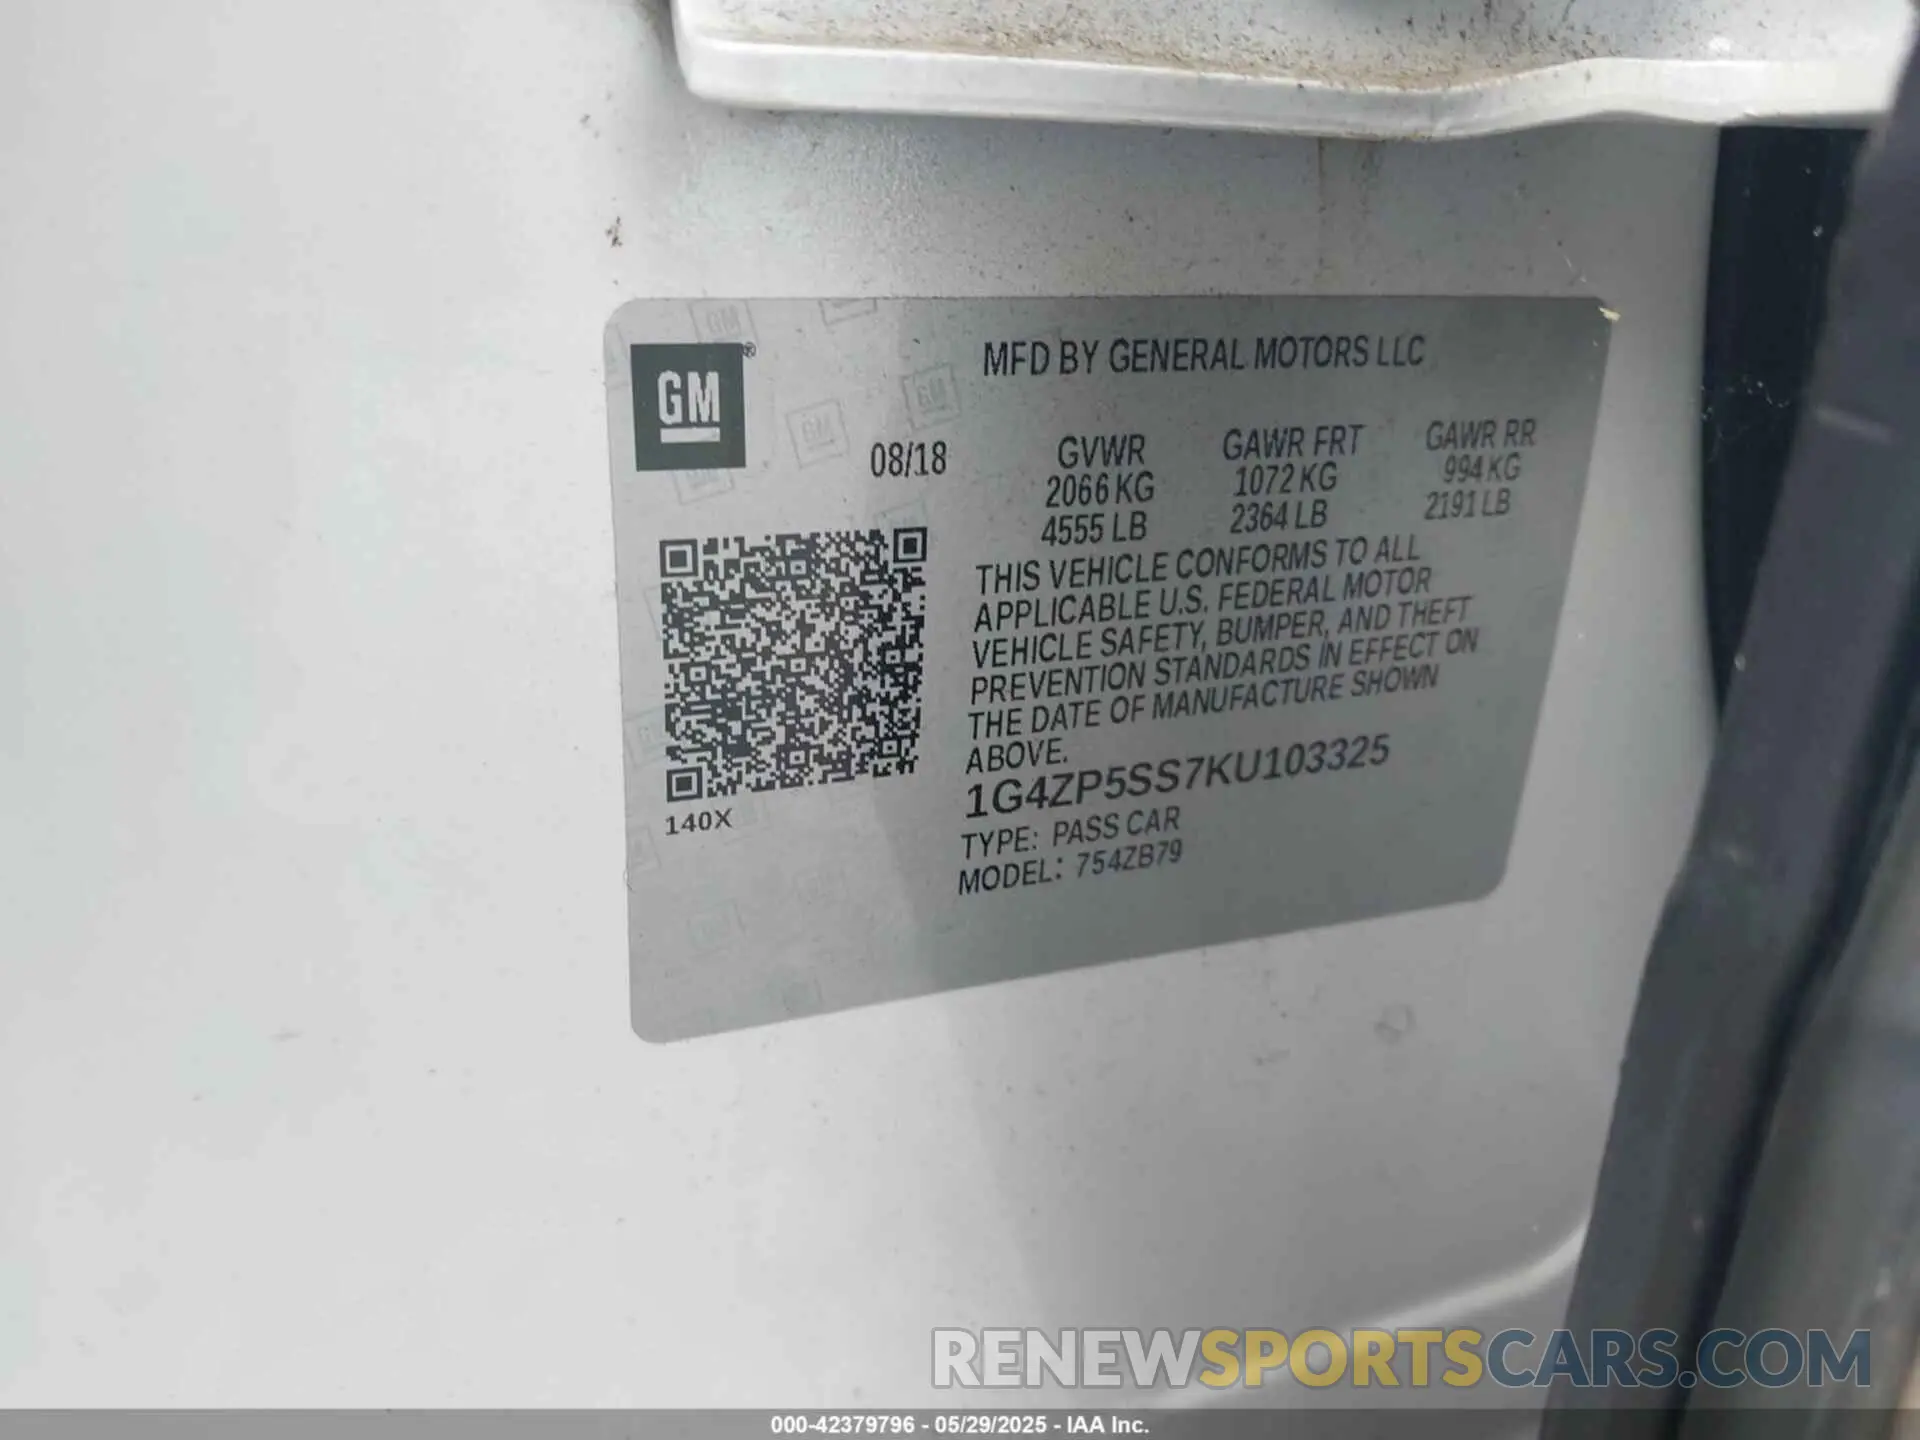 GM®
MFD BY GENERAL MOTORS LLC
08/18 GVWR GAWR FRT GAWR RR
2066 KG 1072 KG 994 KG
4555 LB 2364 LB 2191 LB
THIS VEHICLE CONFORMS TO ALL
APPLICABLE U.S. FEDERAL MOTOR
VEHICLE SAFETY, BUMPER, AND THEFT
PREVENTION STANDARDS IN EFFECT ON
THE DATE OF MANUFACTURE SHOWN
ABOVE.
1G4ZP5SS7KU103325
140X
TYPE: PASS CAR
MODEL: 754ZB79
RENEWSPORTSCARS.COM
000-42379796 - 05/29/2025 - IAA Inc.